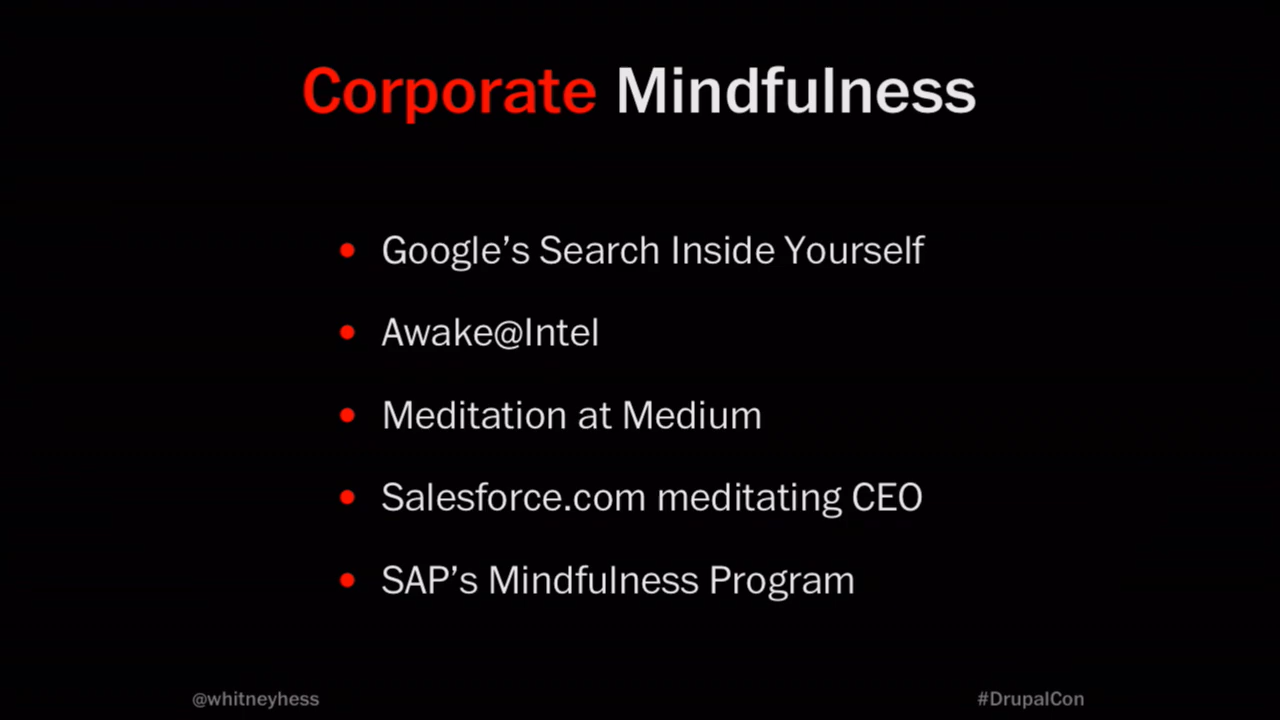 Corporate Mindfulness
• Google’s Search Inside Yourself
• Awake@Intel
• Meditation at Medium
• Salesforce.com meditating CEO
• SAP’s Mindfulness Program
@whitneyhess
#DrupalCon